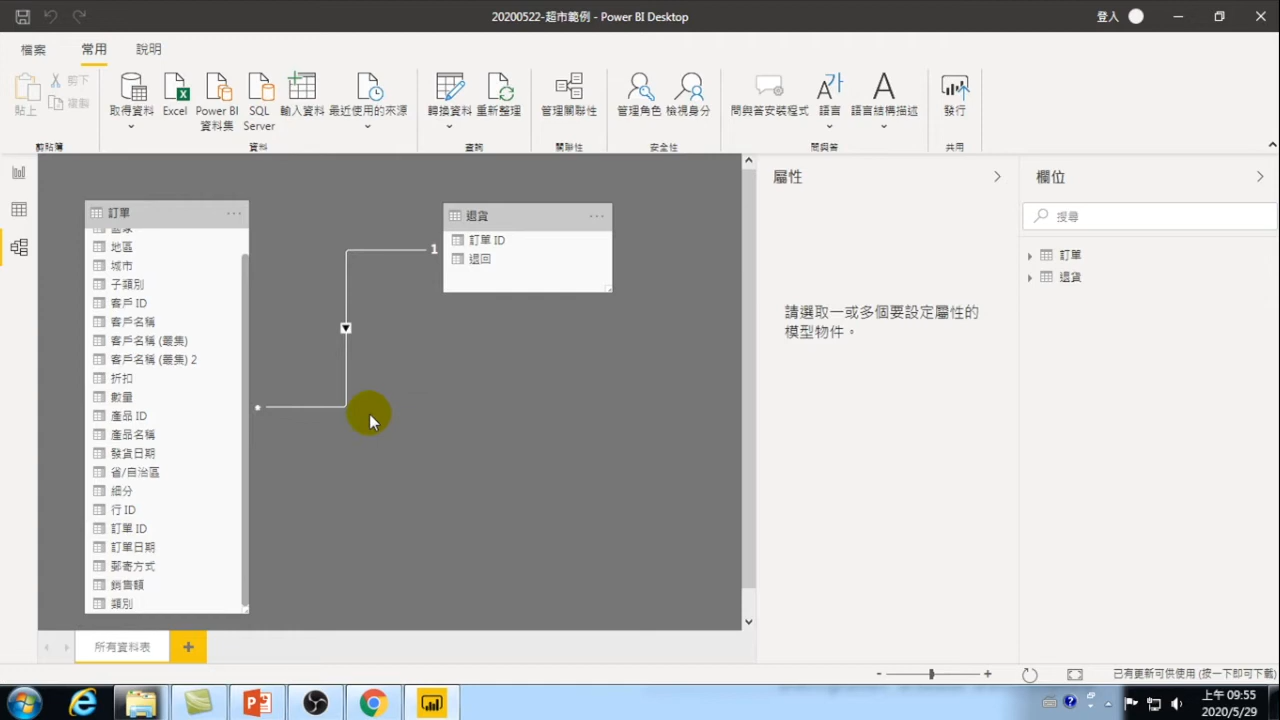 20200522-超市範例 - Power BI Desktop
登入
檔案
常用
說明
貼上
剪下
複製
剪貼簿
取得資料
Excel
Power BI
資料集
SQL
Server
輸入資料
最近使用的來源
資料
轉換資料
重新整理
查詢
管理關聯性
關聯性
管理角色
檢視身分
安全性
問與答安裝程式
語言
語言結構描述
問與答
發行
共用
訂單
地區
城市
子類別
客戶 ID
客戶名稱
客戶名稱 (叢集)
客戶名稱 (叢集) 2
折扣
數量
產品 ID
產品名稱
發貨日期
省/自治區
細分
行 ID
訂單 ID
訂單日期
郵寄方式
銷售額
類別
1
退貨
訂單 ID
退回
屬性
請選取一或多個要設定屬性的
模型物件。
欄位
搜尋
訂單
退貨
所有資料表
已有更新可供使用 (按一下即可下載)
上午 09:55
2020/5/29